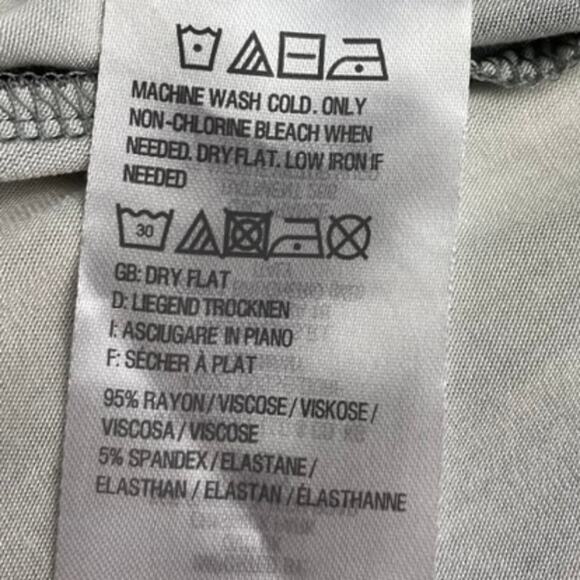 MACHINE WASH COLD. ONLY
NON-CHLORINE BLEACH WHEN
NEEDED. DRY FLAT. LOW IRON IF
NEEDED
30
GB: DRY FLAT
D: LIEGEND TROCKNEN
I: ASCIUGARE IN PIANO
F: SÉCHER À PLAT
95% RAYON / VISCOSE / VISKOSE /
VISCOSA / VISCOSE
5% SPANDEX / ELASTANE /
ELASTHAN / ELASTAN / ÉLASTHANNE